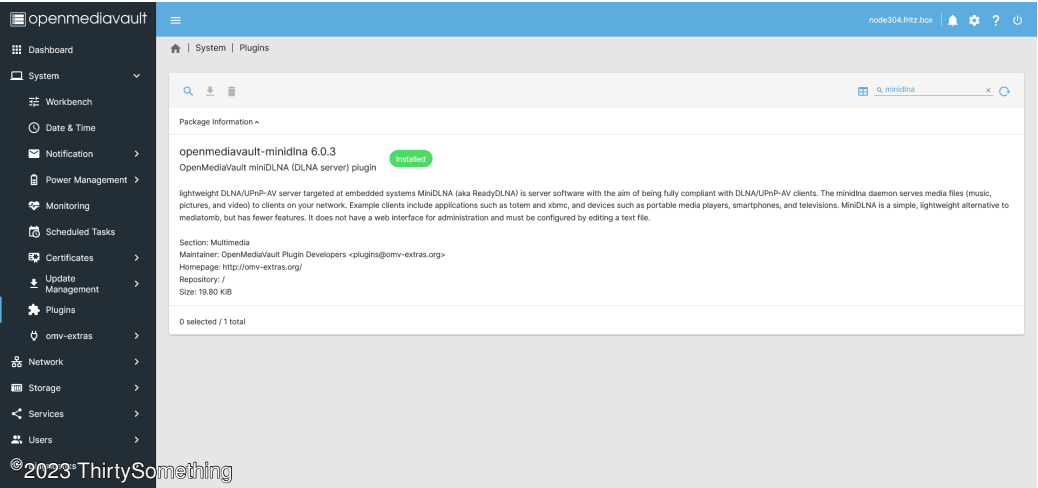 openmediavault
node304.fritz.box
Dashboard
System | Plugins
System
Workbench
Date & Time
Notification
Power Management
Monitoring
Scheduled Tasks
Certificates
Update
Management
Plugins
omv-extras
Network
Storage
Services
Users
minidlna
Package Information
openmediavault-minidlna 6.0.3
Installed
OpenMediaVault miniDLNA (DLNA server) plugin
lightweight DLNA/UPnP-AV server targeted at embedded systems MiniDLNA (aka ReadyDLNA) is server software with the aim of being fully compliant with DLNA/UPnP-AV clients. The minidlna daemon serves media files (music,
pictures, and video) to clients on your network. Example clients include applications such as totem and xbmc, and devices such as portable media players, smartphones, and televisions. MiniDLNA is a simple, lightweight alternative to
mediatomb, but has fewer features. It does not have a web interface for administration and must be configured by editing a text file.
Section: Multimedia
Maintainer: OpenMediaVault Plugin Developers <plugins@omv-extras.org>
Homepage: http://omv-extras.org/
Repository: /
Size: 19.80 KiB
0 selected / 1 total
©2023 ThirtySomething